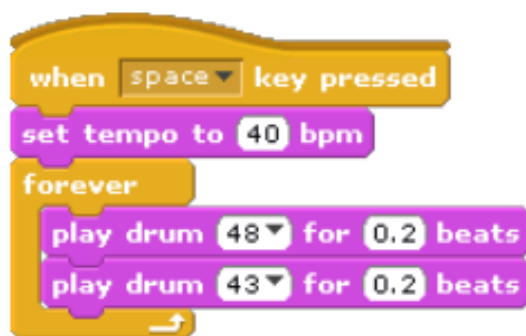 when space key pressed
set tempo to 40 bpm
forever
play drum 48 for 0.2 beats
play drum 43 for 0.2 beats